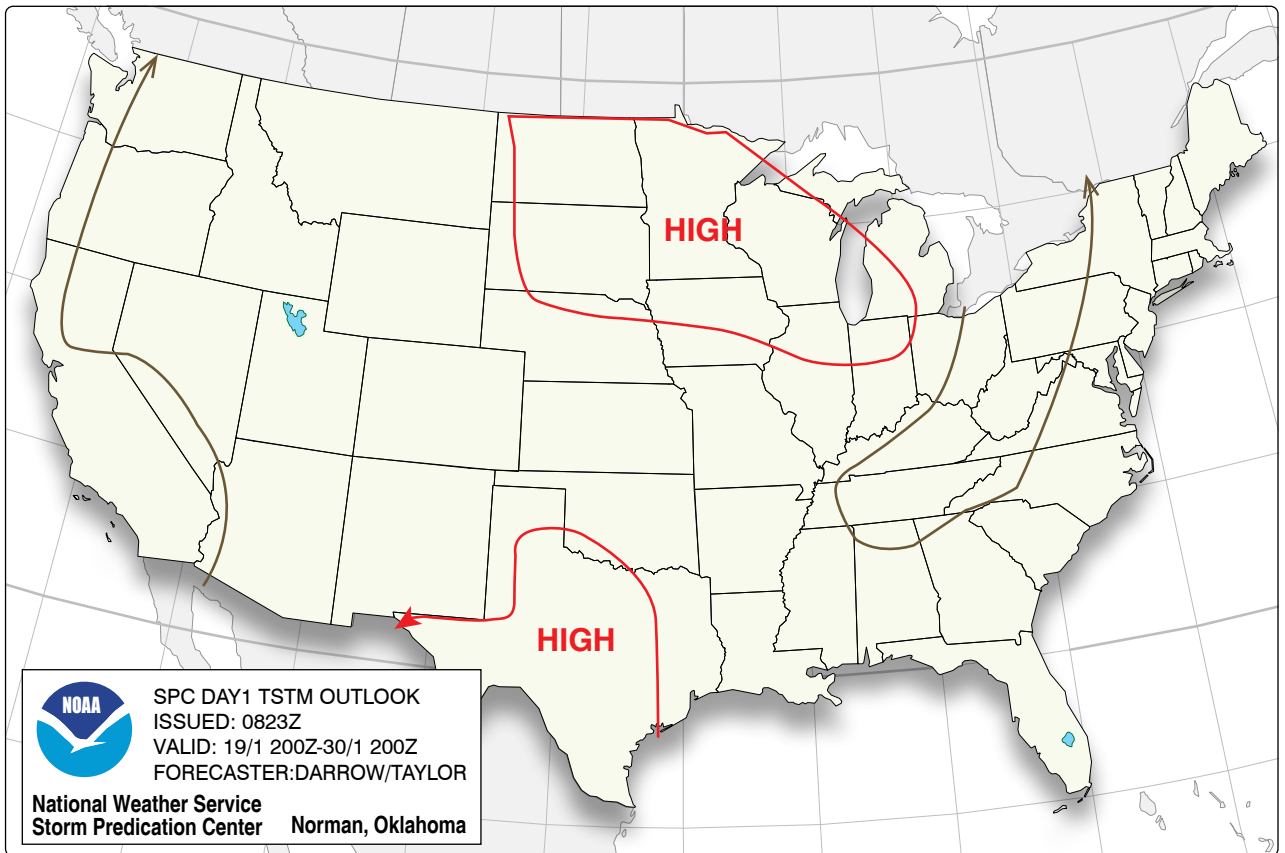 HIGH
HIGH
NOAA
SPC DAY1 TSTM OUTLOOK
ISSUED: 0823Z
VALID: 19/1 200Z-30/1 200Z
FORECASTER:DARROW/TAYLOR
National Weather Service
Storm Predication Center Norman, Oklahoma